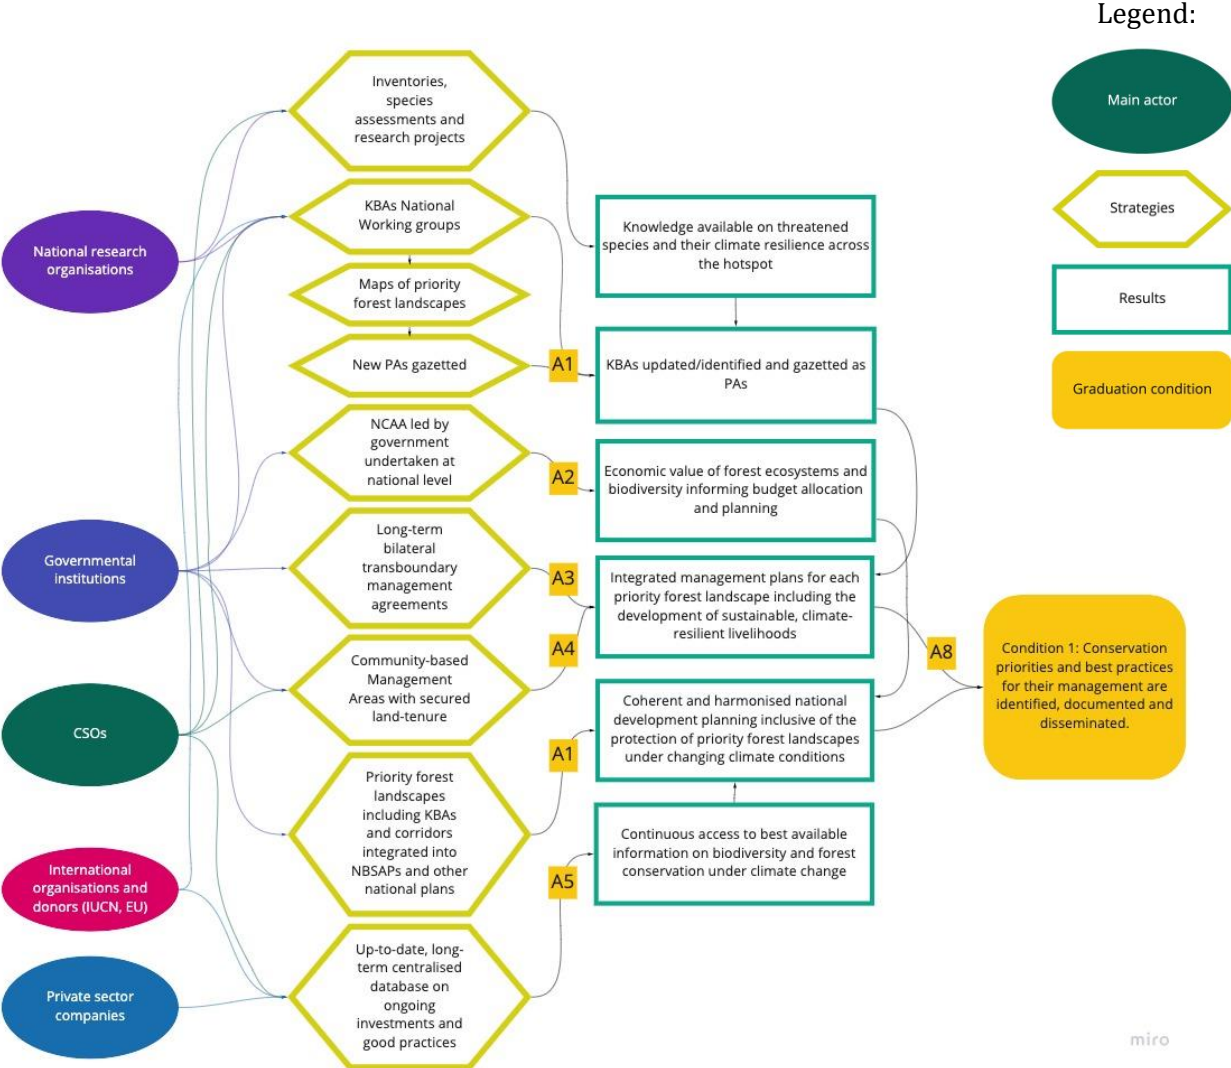 Legend:
Main actor
Strategies
Results
Graduation condition
National research
organisations
Governmental
institutions
CSOs
International
organisations and
donors (IUCN, EU)
Private sector
companies
Inventories,
species
assessments and
research projects
KBAs National
Working groups
Maps of priority
forest landscapes
New PAs gazetted
NCAA led by
government
undertaken at
national level
Long-term
bilateral
transboundary
management
agreements
Community-based
Management
Areas with secured
land-tenure
Priority forest
landscapes
including KBAs
and corridors
integrated into
NBSAPs and other
national plans
Up-to-date, long-
term centralised
database on
ongoing
investments and
good practices
A1
A2
A3
A4
A1
A5
Knowledge available on threatened
species and their climate resilience across
the hotspot
KBAs updated/identified and gazetted as
PAs
Economic value of forest ecosystems and
biodiversity informing budget allocation
and planning
Integrated management plans for each
priority forest landscape including the
development of sustainable, climate-
resilient livelihoods
Coherent and harmonised national
development planning inclusive of the
protection of priority forest landscapes
under changing climate conditions
Continuous access to best available
information on biodiversity and forest
conservation under climate change
A8
Condition 1: Conservation
priorities and best practices
for their management are
identified, documented and
disseminated.
miro